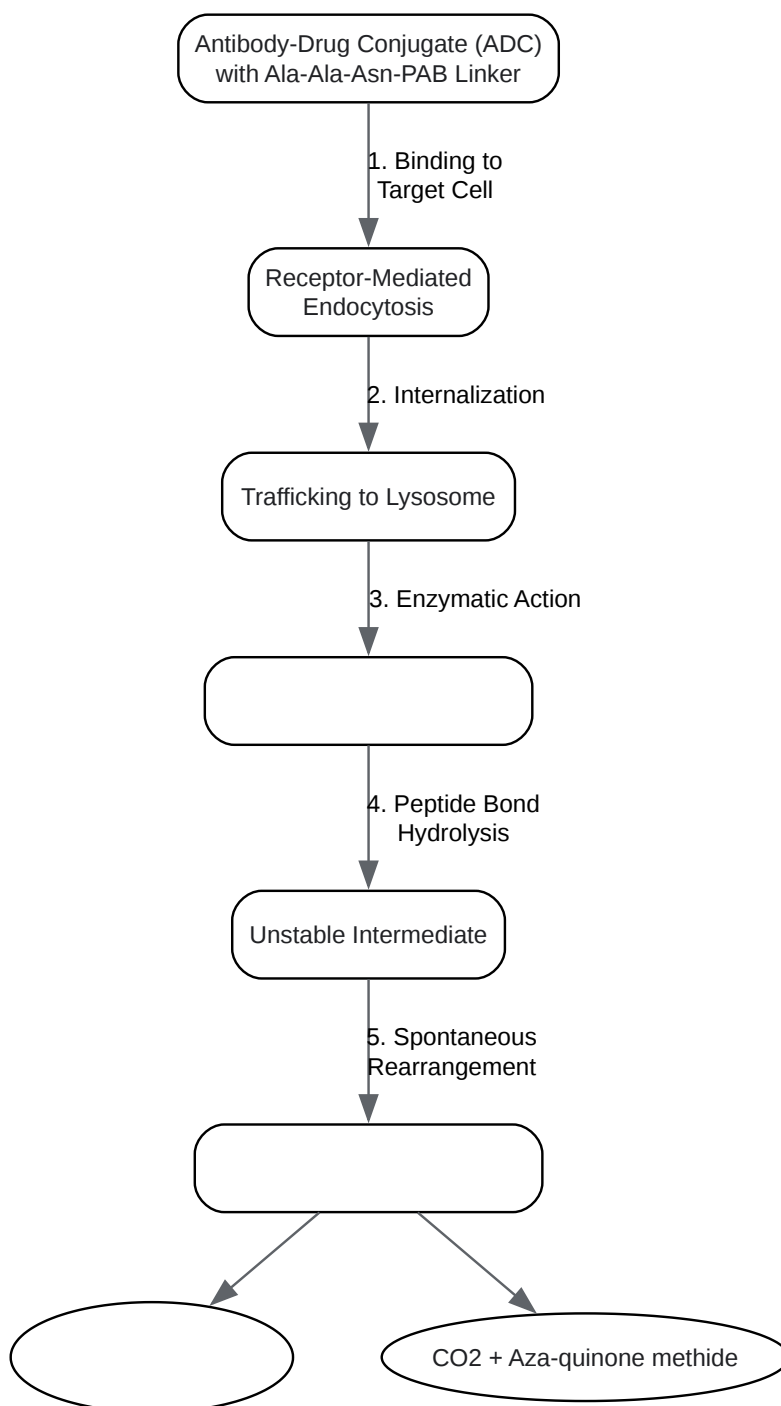 Antibody-Drug Conjugate (ADC)
with Ala-Ala-Asn-PAB Linker
1. Binding to
Target Cell
Receptor-Mediated
Endocytosis
2. Internalization
Trafficking to Lysosome
3. Enzymatic Action
4. Peptide Bond
Hydrolysis
Unstable Intermediate
5. Spontaneous
Rearrangement
CO2 + Aza-quinone methide